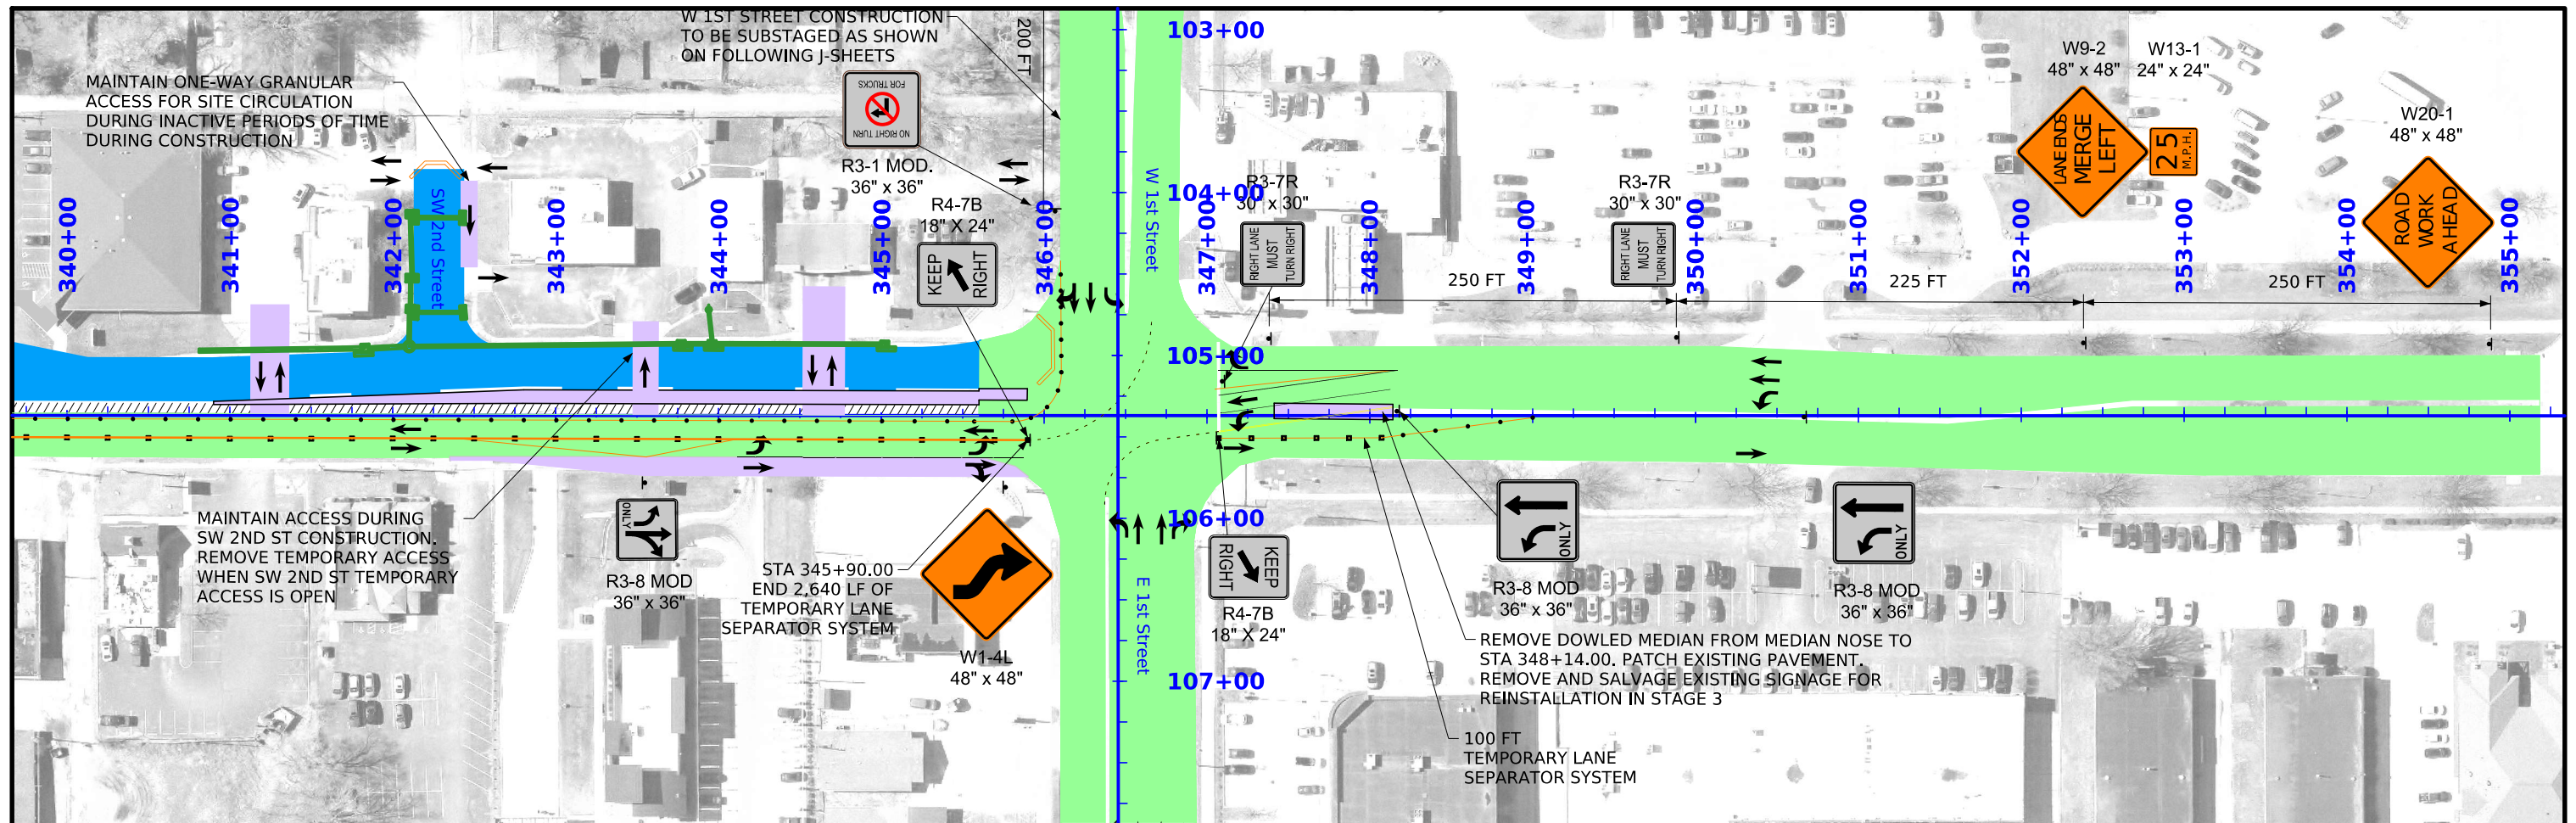 W 1ST STREET CONSTRUCTION
TO BE SUBSTAGED AS SHOWN
ON FOLLOWING J-SHEETS
200 FT
103+00
MAINTAIN ONE-WAY GRANULAR
ACCESS FOR SITE CIRCULATION
DURING INACTIVE PERIODS OF TIME
DURING CONSTRUCTION
NO RIGHT TURN
FOR TRUCKS
R3-1 MOD.
36" x 36"
R4-7B
18" X 24"
KEEP
RIGHT
W 1st Street
104+00
R3-7R
30" x 30"
RIGHT LANE
MUST
TURN RIGHT
R3-7R
30" x 30"
RIGHT LANE
MUST
TURN RIGHT
W9-2
48" x 48"
W13-1
24" x 24"
LANE ENDS
MERGE
LEFT
25
M.P.H.
W20-1
48" x 48"
ROAD
WORK
AHEAD
340+00
341+00
342+00
SW 2nd Street
343+00
344+00
345+00
346+00
347+00
348+00
349+00
350+00
351+00
352+00
353+00
354+00
355+00
250 FT
225 FT
250 FT
105+00
106+00
107+00
E 1st Street
MAINTAIN ACCESS DURING
SW 2ND ST CONSTRUCTION.
REMOVE TEMPORARY ACCESS
WHEN SW 2ND ST TEMPORARY
ACCESS IS OPEN
ONLY
R3-8 MOD
36" x 36"
STA 345+90.00
END 2,640 LF OF
TEMPORARY LANE
SEPARATOR SYSTEM
W1-4L
48" x 48"
KEEP
RIGHT
R4-7B
18" X 24"
ONLY
R3-8 MOD
36" x 36"
ONLY
R3-8 MOD
36" x 36"
REMOVE DOWLED MEDIAN FROM MEDIAN NOSE TO
STA 348+14.00. PATCH EXISTING PAVEMENT.
REMOVE AND SALVAGE EXISTING SIGNAGE FOR
REINSTALLATION IN STAGE 3
100 FT
TEMPORARY LANE
SEPARATOR SYSTEM